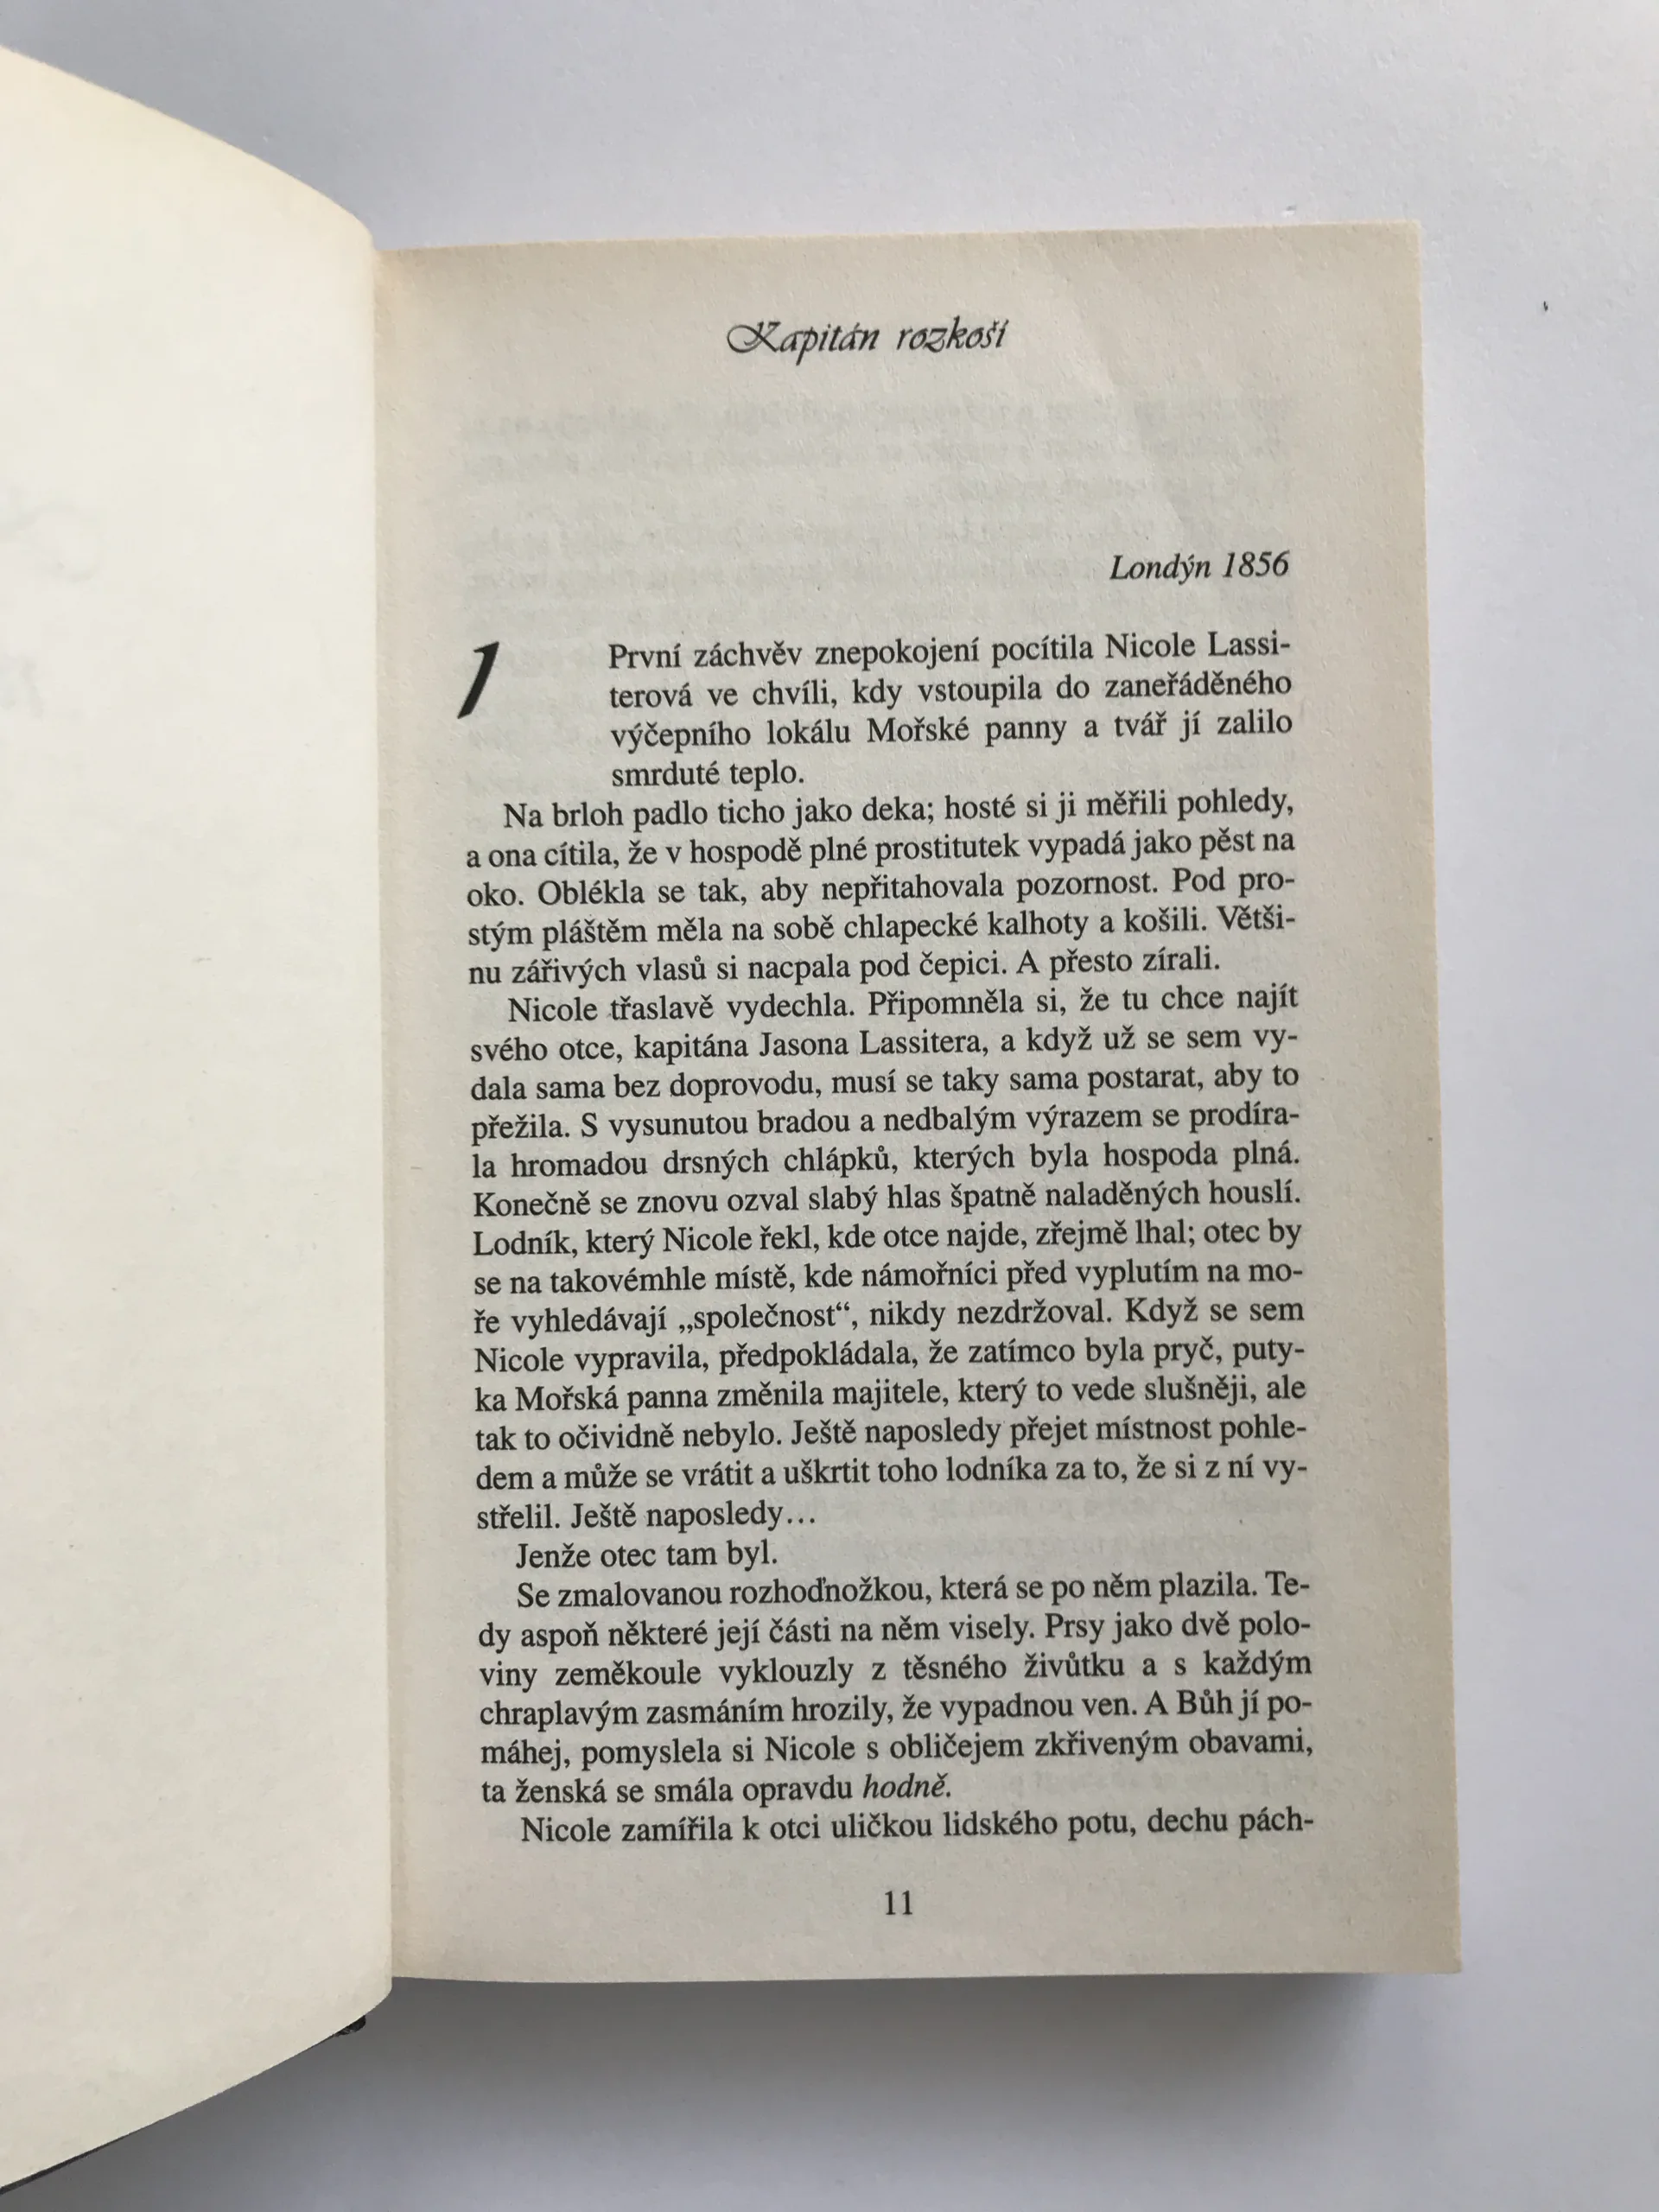 Kapitán rozkoší
Londýn 1856
1
První záchvěv znepokojení pocítila Nicole Lassi-
terová ve chvíli, kdy vstoupila do zaneřáděného
výčepního lokálu Mořské panny a tvář jí zalilo
smrduté teplo.
Na brloh padlo ticho jako deka; hosté si ji měřili pohledy,
a ona cítila, že v hospodě plné prostitutek vypadá jako pěst na
oko. Oblékla se tak, aby nepřitahovala pozornost. Pod pro-
stým pláštěm měla na sobě chlapecké kalhoty a košili. Větši-
nu zářivých vlasů si nacpala pod čepici. A přesto zírali.
Nicole třaslavě vydechla. Připomněla si, že tu chce najít
svého otce, kapitána Jasona Lassitera, a když už se sem vy-
dala sama bez doprovodu, musí se taky sama postarat, aby to
přežila. S vysunutou bradou a nedbalým výrazem se prodíra-
la hromadou drsných chlápků, kterých byla hospoda plná.
Konečně se znovu ozval slabý hlas špatně naladěných houslí.
Lodník, který Nicole řekl, kde otce najde, zřejmě lhal; otec by
se na takovémhle místě, kde námořníci před vyplutím na mo-
ře vyhledávají „společnost“, nikdy nezdržoval. Když se sem
Nicole vypravila, předpokládala, že zatímco byla pryč, puty-
ka Mořská panna změnila majitele, který to vede slušněji, ale
tak to očividně nebylo. Ještě naposledy přejet místnost pohle-
dem a může se vrátit a uškrtit toho lodníka za to, že si z ní vy-
střelil. Ještě naposledy…
Jenže otec tam byl.
Se zmalovanou rozhoďnožkou, která se po něm plazila. Te-
dy aspoň některé její části na něm visely. Prsy jako dvě polo-
viny zeměkoule vyklouzly z těsného živůtku a s každým
chraplavým zasmáním hrozily, že vypadnou ven. A Bůh jí po-
máhej, pomyslela si Nicole s obličejem zkřiveným obavami,
ta ženská se smála opravdu hodně.
Nicole zamířila k otci uličkou lidského potu, dechu pách-
11